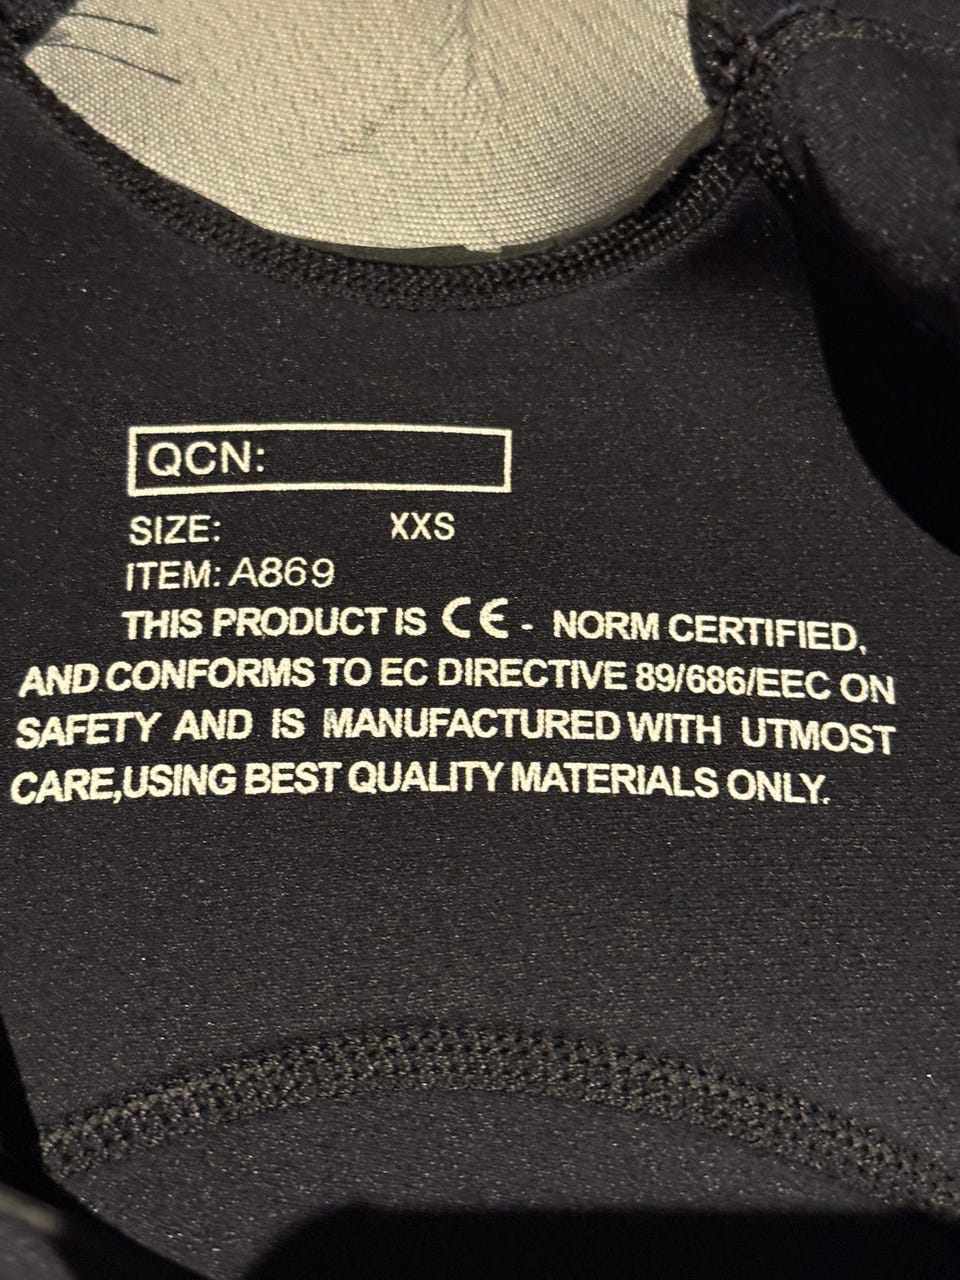 QCN:
SIZE: XXS
ITEM: A869
THIS PRODUCT IS CE - NORM CERTIFIED,
AND CONFORMS TO EC DIRECTIVE 89/686/EEC ON
SAFETY AND IS MANUFACTURED WITH UTMOST
CARE,USING BEST QUALITY MATERIALS ONLY.